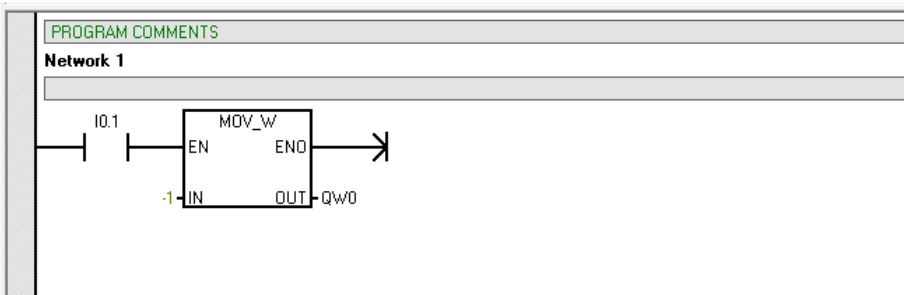 PROGRAM COMMENTS
Network 1
I0.1
MOV_W
EN ENO
-1 IN OUT QW0